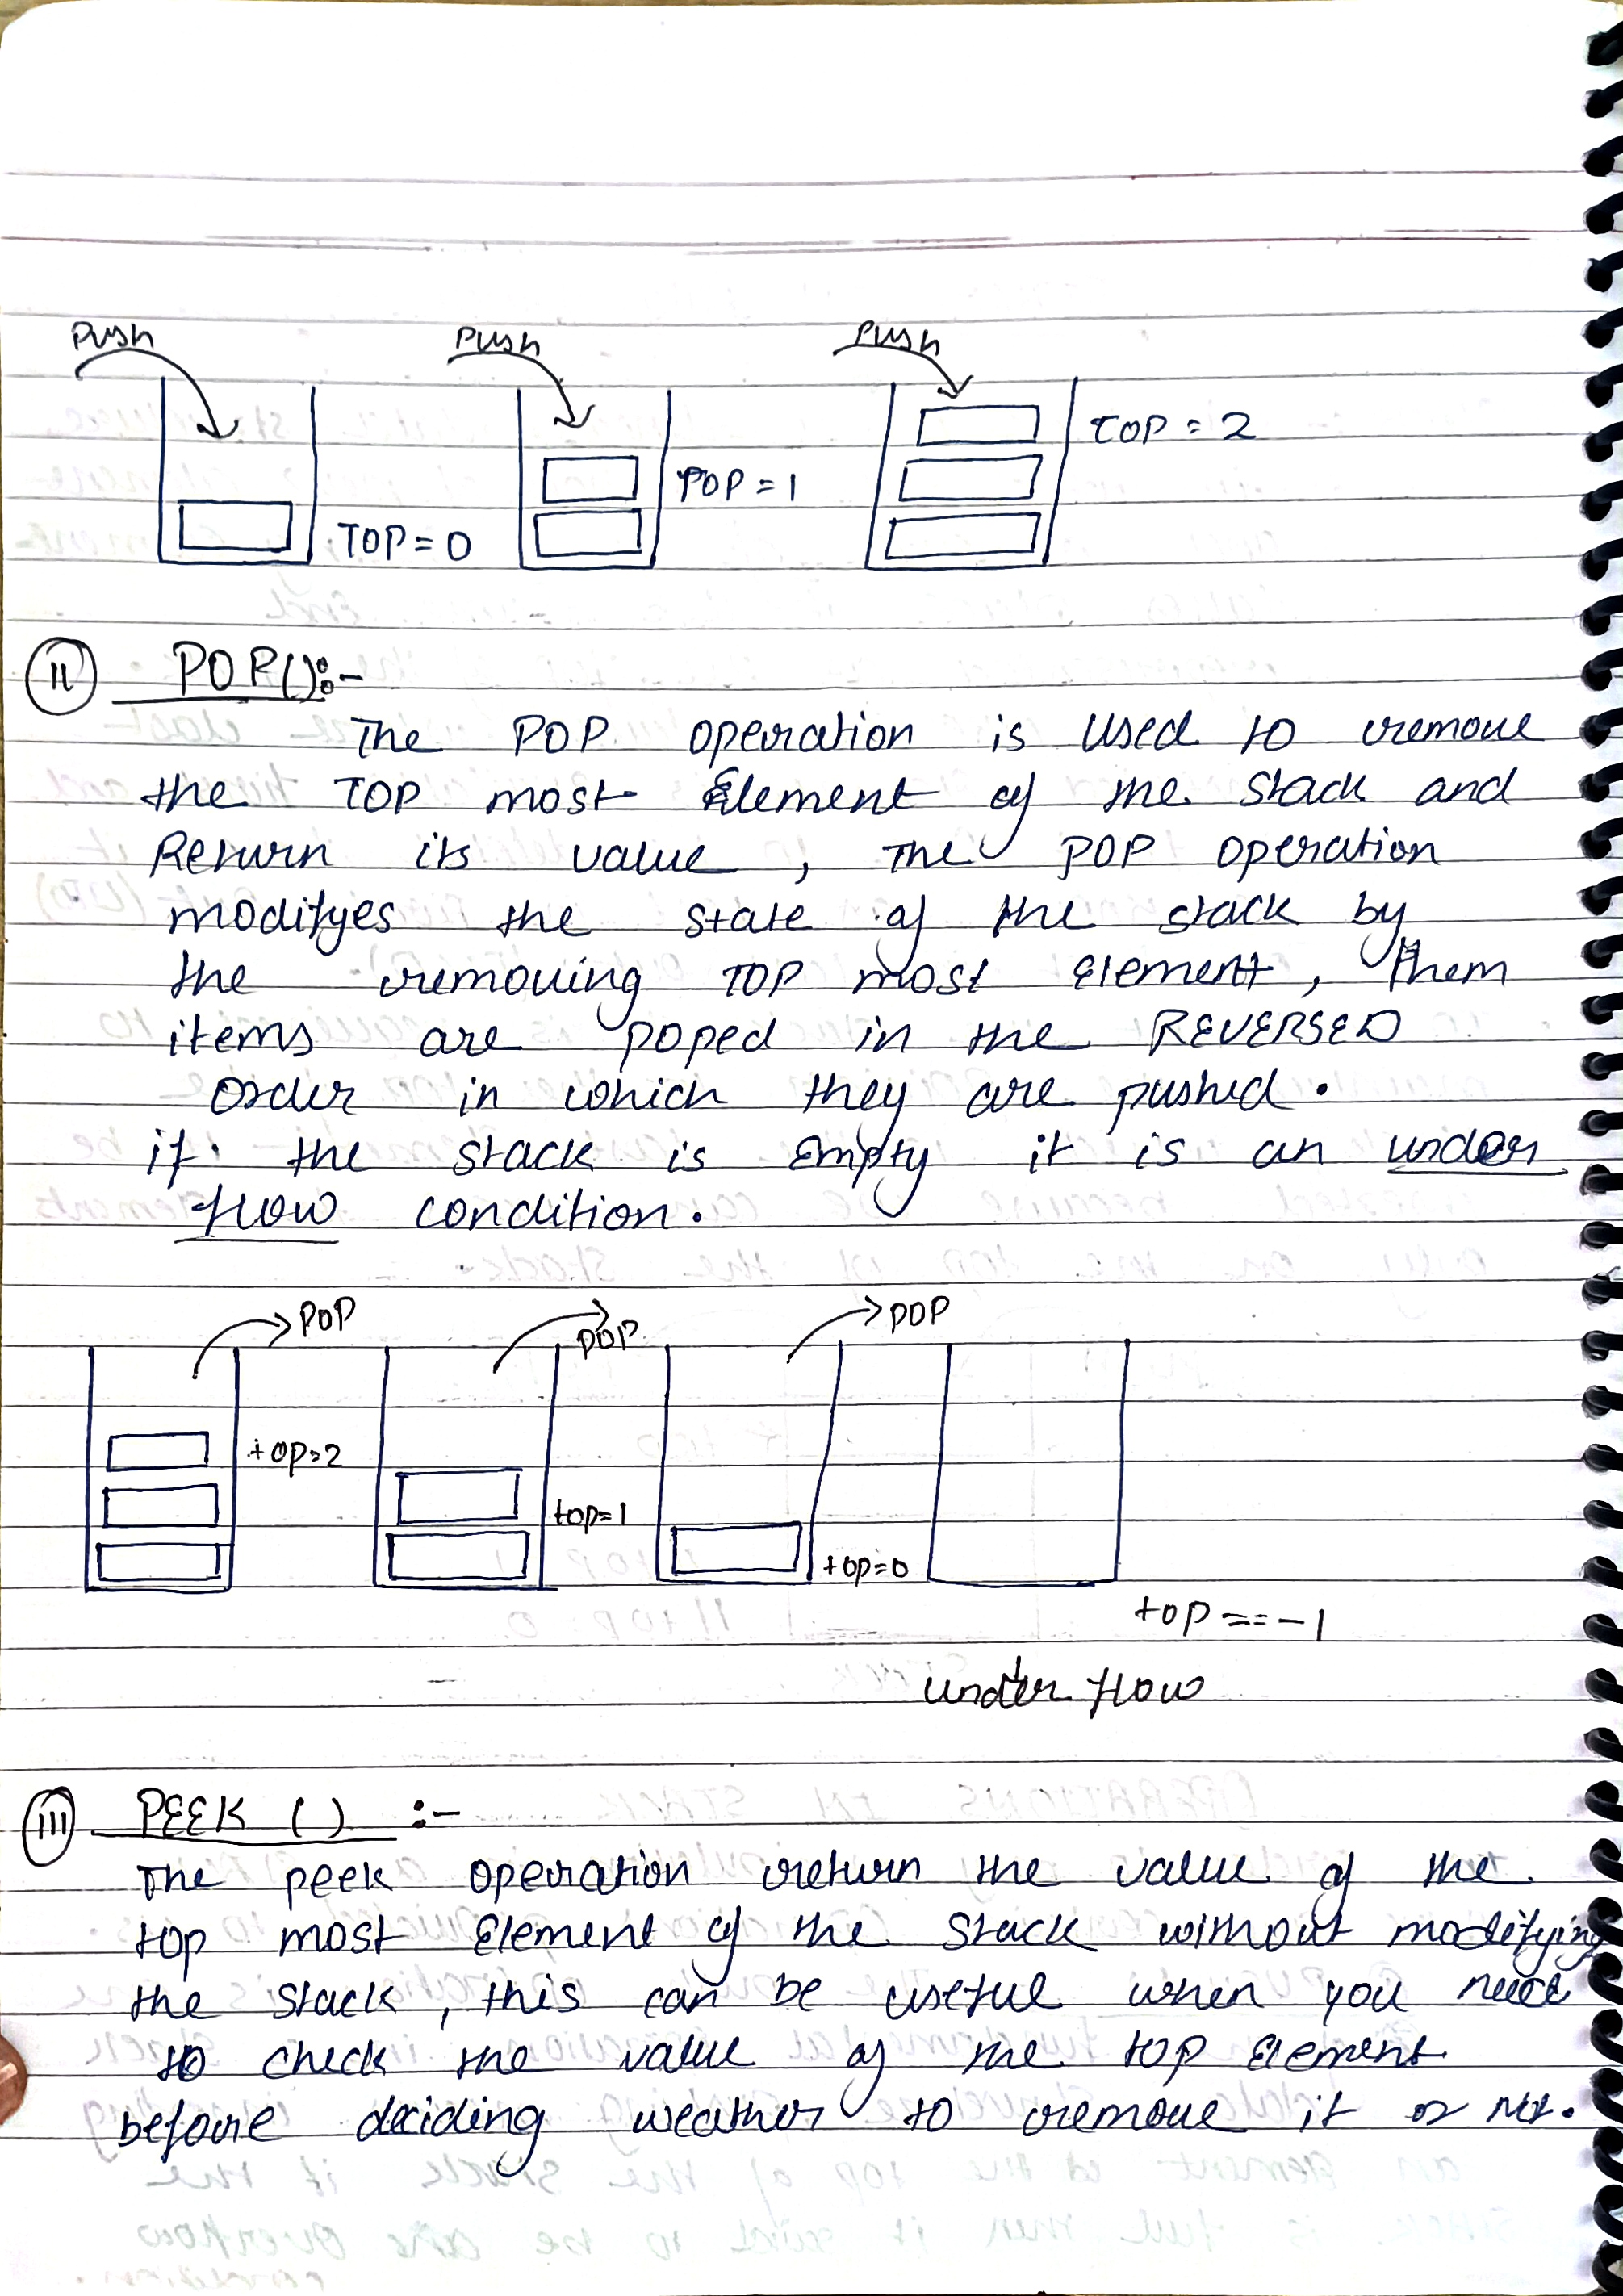 Push Push Push
TOP = 2
POP = 1
TOP = 0
(ii) POP():-
The POP operation is Used to remove
the TOP most Element of the Stack and
Return its value , The POP operation
modifyes the state of the stack by
the removing TOP most element, them
items are poped in the REVERSED
Order in which they are pushed.
if the stack is Empty it is an under
flow condition.
POP POP POP
top=2
top=1
top=0
top == -1
under flow
(iii) PEEK ( ) :-
The peek operation return the value of the
top most Element of the Stack without modifying
the stack , this can be useful when you need
to check the value of the top Element
before deciding weather to remove it or not.